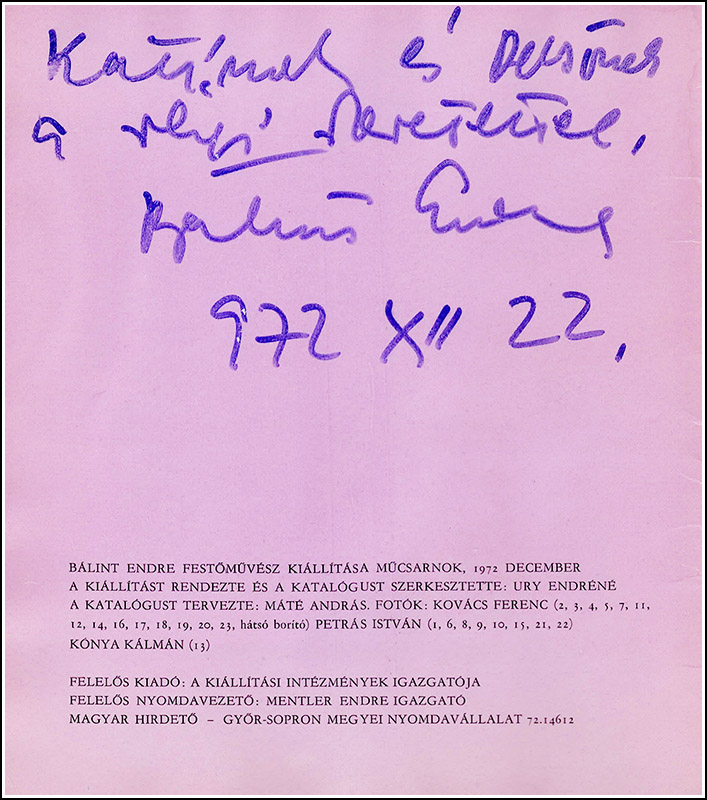 Katinak és Dezsőnek
a régi szeretettel,
Bálint Endre
972 XII 22,
BÁLINT ENDRE FESTŐMŰVÉSZ KIÁLLÍTÁSA MŰCSARNOK, 1972 DECEMBER
A KIÁLLÍTÁST RENDEZTE ÉS A KATALÓGUST SZERKESZTETTE: URY ENDRÉNÉ
A KATALÓGUST TERVEZTE: MÁTÉ ANDRÁS. FOTÓK: KOVÁCS FERENC (2, 3, 4, 5, 7, 11,
12, 14, 16, 17, 18, 19, 20, 23, hátsó borító) PETRÁS ISTVÁN (1, 6, 8, 9, 10, 15, 21, 22)
KÓNYA KÁLMÁN (13)
FELELŐS KIADÓ: A KIÁLLÍTÁSI INTÉZMÉNYEK IGAZGATÓJA
FELELŐS NYOMDAVEZETŐ: MENTLER ENDRE IGAZGATÓ
MAGYAR HIRDETŐ – GYŐR-SOPRON MEGYEI NYOMDAVÁLLALAT 72.14612